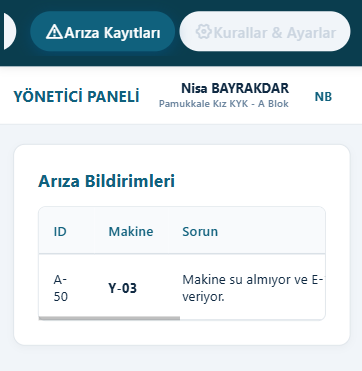 Arıza Kayıtları
Kurallar & Ayarlar
YÖNETİCİ PANELİ
Nisa BAYRAKDAR
Pamukkale Kız KYK - A Blok
NB
Arıza Bildirimleri
ID Makine Sorun
A-
50
Y-03
Makine su almıyor ve E-
veriyor.